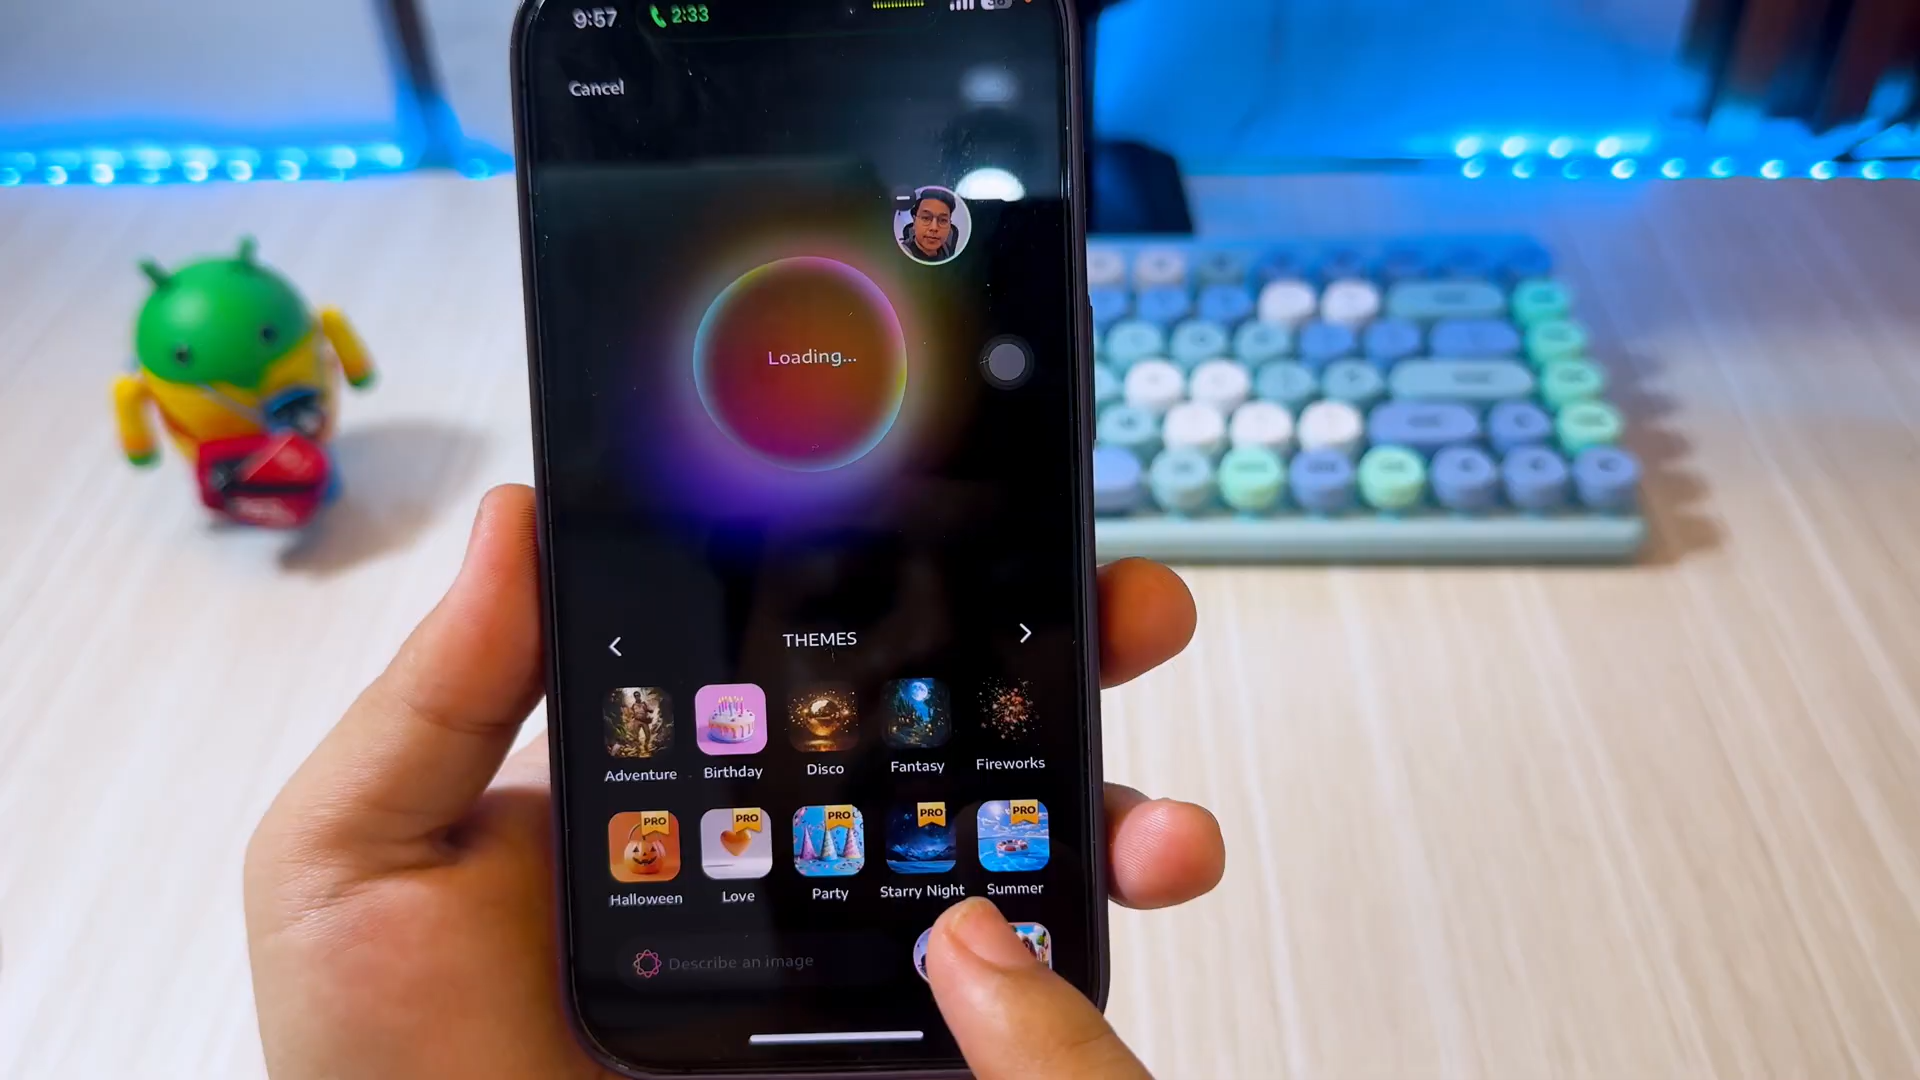 9:57 2:33
38
Cancel
Loading...
THEMES
Adventure Birthday Disco Fantasy Fireworks
PRO PRO PRO PRO PRO
Halloween Love Party Starry Night Summer
Describe an image